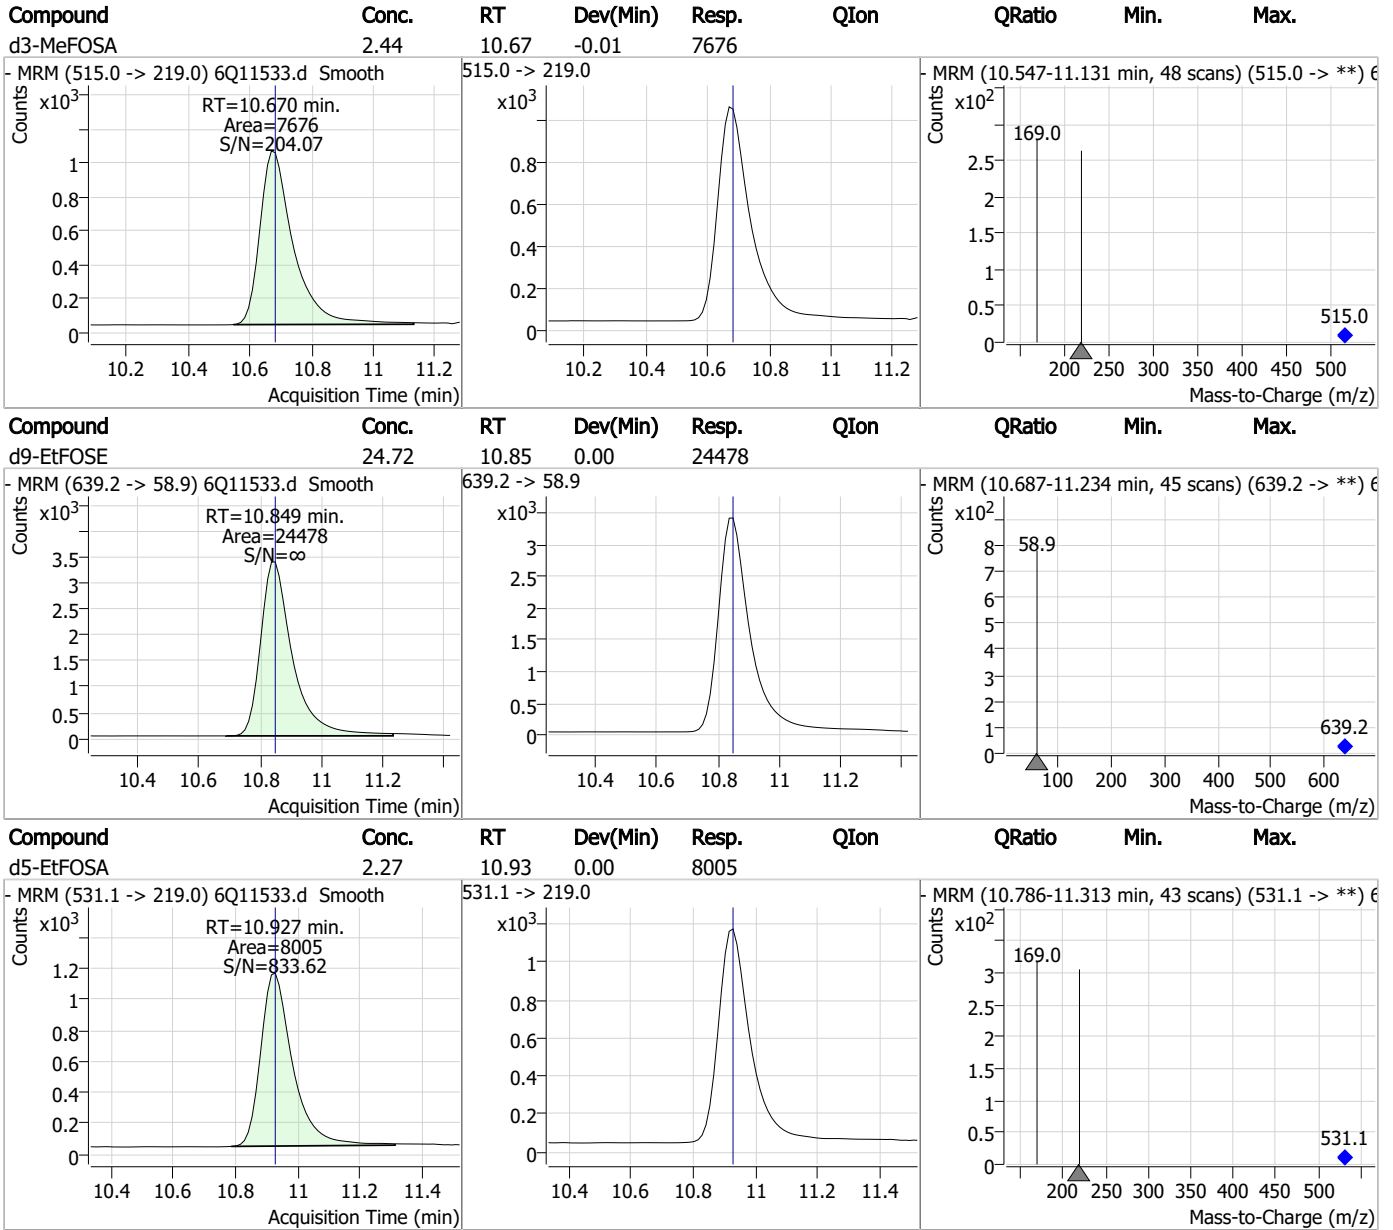 Compound Conc. RT Dev(Min) Resp. QIon QRatio Min. Max.
d3-MeFOSA 2.44 10.67 -0.01 7676
- MRM (515.0 -> 219.0) 6Q11533.d Smooth
Counts
x10³
RT=10.670 min.
Area=7676
S/N=204.07
1
0.8
0.6
0.4
0.2
0
10.2 10.4 10.6 10.8 11 11.2
Acquisition Time (min)
515.0 -> 219.0
x10³
0.8
0.6
0.4
0.2
0
10.2 10.4 10.6 10.8 11 11.2
- MRM (10.547-11.131 min, 48 scans) (515.0 -> **) 6
Counts
x10²
169.0
2.5
2
1.5
1
0.5
0
515.0
200 250 300 350 400 450 500
Mass-to-Charge (m/z)
Compound Conc. RT Dev(Min) Resp. QIon QRatio Min. Max.
d9-EtFOSE 24.72 10.85 0.00 24478
- MRM (639.2 -> 58.9) 6Q11533.d Smooth
Counts
x10³
RT=10.849 min.
Area=24478
S/N=∞
3.5
3
2.5
2
1.5
1
0.5
0
10.4 10.6 10.8 11 11.2
Acquisition Time (min)
639.2 -> 58.9
x10³
3
2.5
2
1.5
1
0.5
0
10.4 10.6 10.8 11 11.2
- MRM (10.687-11.234 min, 45 scans) (639.2 -> **) 6
Counts
x10²
58.9
8
7
6
5
4
3
2
1
0
639.2
100 200 300 400 500 600
Mass-to-Charge (m/z)
Compound Conc. RT Dev(Min) Resp. QIon QRatio Min. Max.
d5-EtFOSA 2.27 10.93 0.00 8005
- MRM (531.1 -> 219.0) 6Q11533.d Smooth
Counts
x10³
RT=10.927 min.
Area=8005
S/N=833.62
1.2
1
0.8
0.6
0.4
0.2
0
10.4 10.6 10.8 11 11.2 11.4
Acquisition Time (min)
531.1 -> 219.0
x10³
1
0.8
0.6
0.4
0.2
0
10.4 10.6 10.8 11 11.2 11.4
- MRM (10.786-11.313 min, 43 scans) (531.1 -> **) 6
Counts
x10²
169.0
3
2.5
2
1.5
1
0.5
0
531.1
200 250 300 350 400 450 500
Mass-to-Charge (m/z)